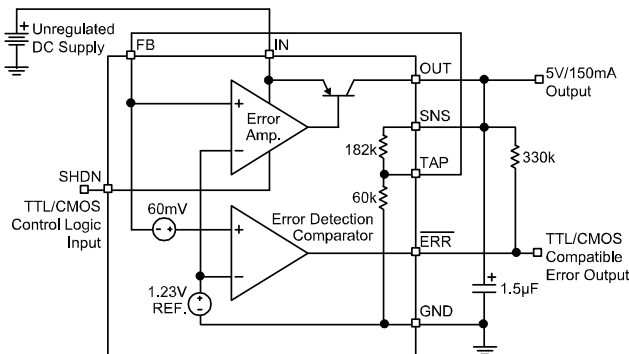 Unregulated
DC Supply
FB
IN
OUT
5V/150mA
Output
+
Error
Amp.
−
SNS
182k
TAP
330k
60k
SHDN
TTL/CMOS
Control Logic
Input
60mV
− +
+
Error Detection
Comparator
ERR
TTL/CMOS
Compatible
Error Output
−
1.23V
REF.
+
−
+
1.5µF
GND
+